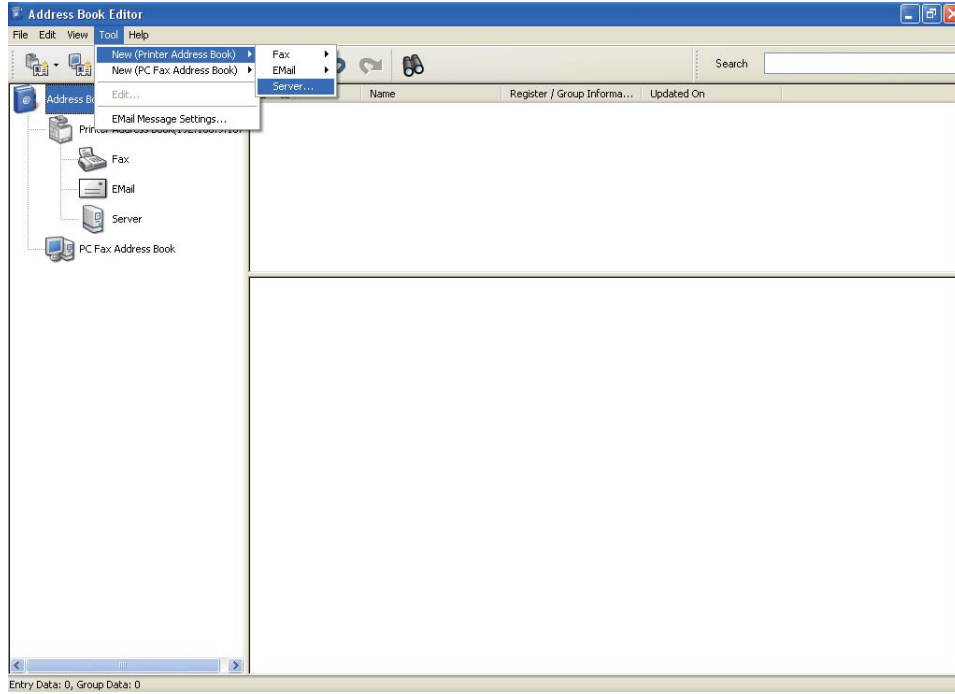 Address Book Editor
File Edit View Tool Help
New (Printer Address Book)
New (PC Fax Address Book)
Edit...
EMail Message Settings...
Fax
EMail
Server...
Search
Name Register / Group Informa... Updated On
Address B
Fax
EMail
Server
PC Fax Address Book
Entry Data: 0, Group Data: 0